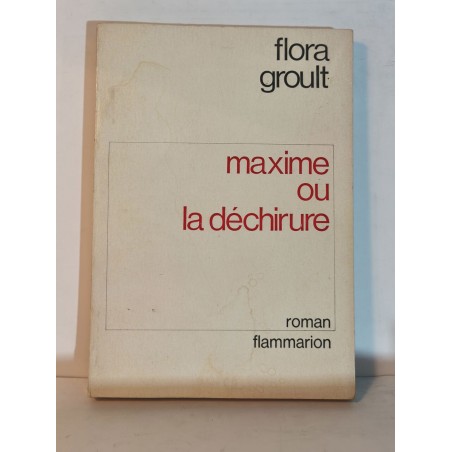 flora
groult
maxime
ou
la déchirure
roman
flammarion